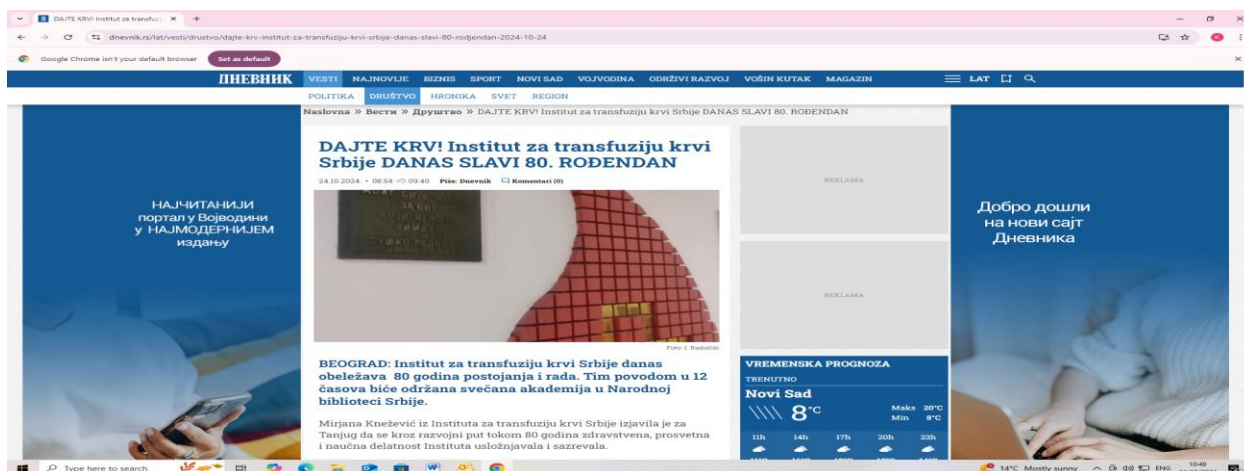 DAJTE KRV! Institut za transfuzi
dnevnik.rs/lat/vesti/drustvo/dajte-krv-institut-za-transfuziju-krvi-srbije-danas-slavi-80-rodjendan-2024-10-24
Google Chrome isn't your default browser Set as default
ДНЕВНИК VESTI NAJNOVIJE BIZNIS SPORT NOVI SAD VOJVODINA ODRŽIVI RAZVOJ VOŠIN KUTAK MAGAZIN LAT
POLITIKA DRUŠTVO HRONIKA SVET REGION
Naslovna » Вести » Друштво » DAJTE KRV! Institut za transfuziju krvi Srbije DANAS SLAVI 80. ROĐENDAN
DAJTE KRV! Institut za transfuziju krvi
Srbije DANAS SLAVI 80. ROĐENDAN
24.10.2024. • 08:54 09:40 Piše: Dnevnik Komentari (0)
НАЈЧИТАНИЈИ
портал у Војводини
у НАЈМОДЕРНИЈЕМ
издању
REKLAMA
Добро дошли
на нови сајт
Дневника
REKLAMA
Foto: I. Radoičić
BEOGRAD: Institut za transfuziju krvi Srbije danas
obeležava 80 godina postojanja i rada. Tim povodom u 12
časova biće održana svečana akademija u Narodnoj
biblioteci Srbije.
Mirjana Knežević iz Instituta za transfuziju krvi Srbije izjavila je za
Tanjug da se kroz razvojni put tokom 80 godina zdravstvena, prosvetna
i naučna delatnost Instituta usložnjavala i sazrevala.
VREMENSKA PROGNOZA
TRENUTNO
Novi Sad
8°C
Maks 20°C
Min 8°C
11h 14h 17h 20h 23h
Type here to search
14°C Mostly sunny ENG 10:49